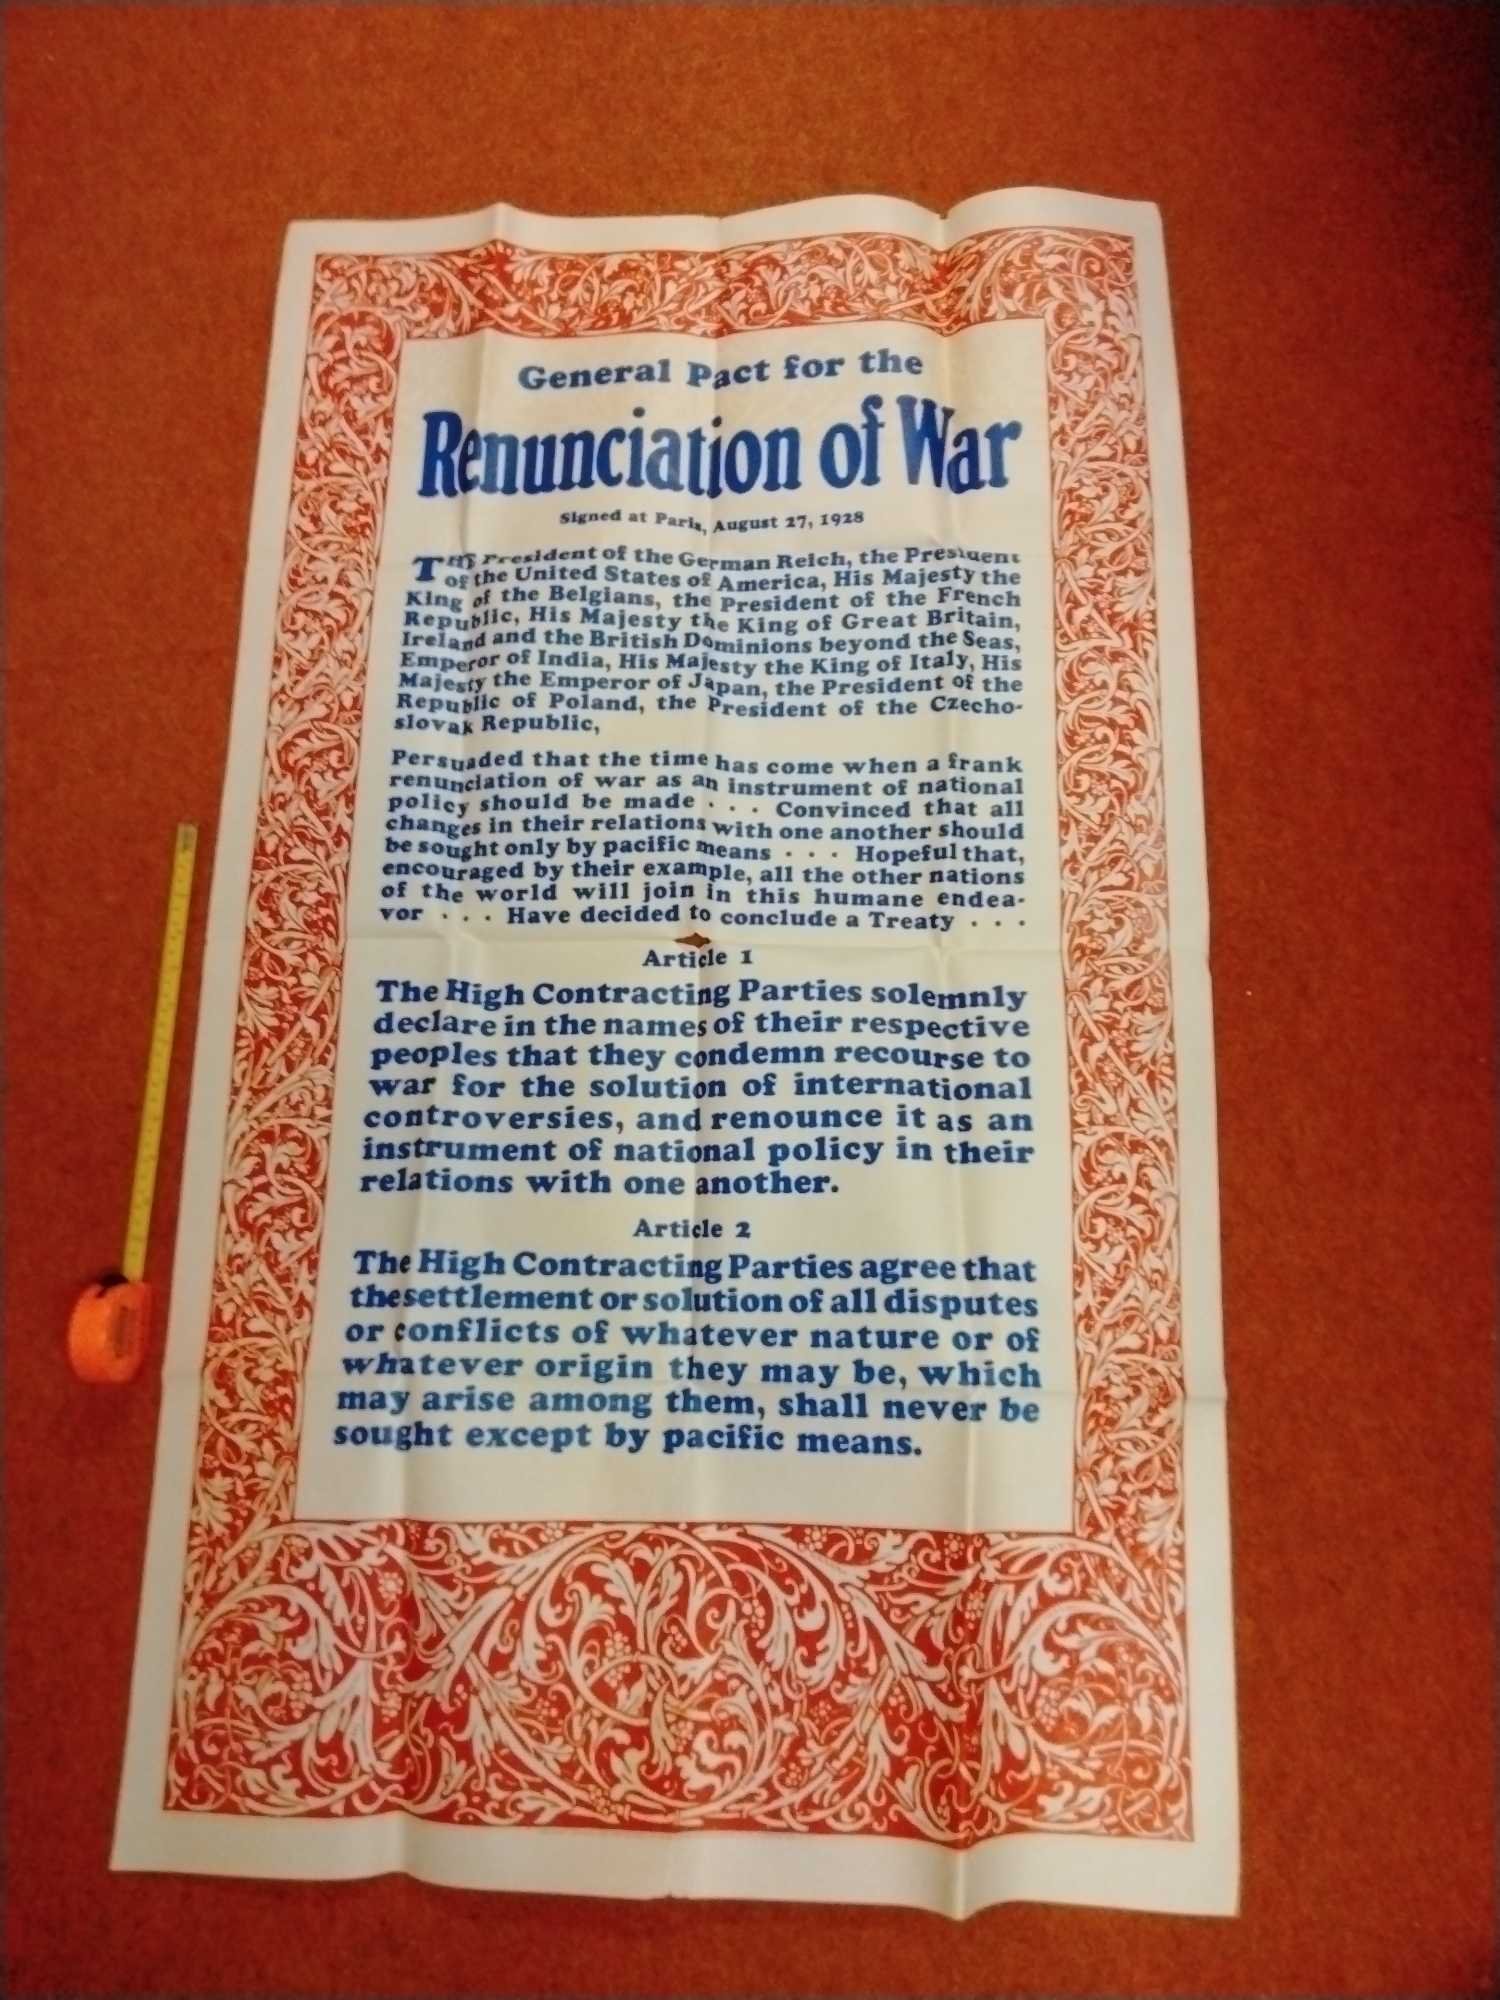 General Pact for the
Renunciation of War
Signed at Paris, August 27, 1928
THE President of the German Reich, the President
of the United States of America, His Majesty the
King of the Belgians, the President of the French
Republic, His Majesty the King of Great Britain,
Ireland and the British Dominions beyond the Seas,
Emperor of India, His Majesty the King of Italy, His
Majesty the Emperor of Japan, the President of the
Republic of Poland, the President of the Czecho-
slovak Republic,
Persuaded that the time has come when a frank
renunciation of war as an instrument of national
policy should be made . . . Convinced that all
changes in their relations with one another should
be sought only by pacific means . . . Hopeful that,
encouraged by their example, all the other nations
of the world will join in this humane endea-
vor . . . Have decided to conclude a Treaty . . .
Article 1
The High Contracting Parties solemnly
declare in the names of their respective
peoples that they condemn recourse to
war for the solution of international
controversies, and renounce it as an
instrument of national policy in their
relations with one another.
Article 2
The High Contracting Parties agree that
the settlement or solution of all disputes
or conflicts of whatever nature or of
whatever origin they may be, which
may arise among them, shall never be
sought except by pacific means.